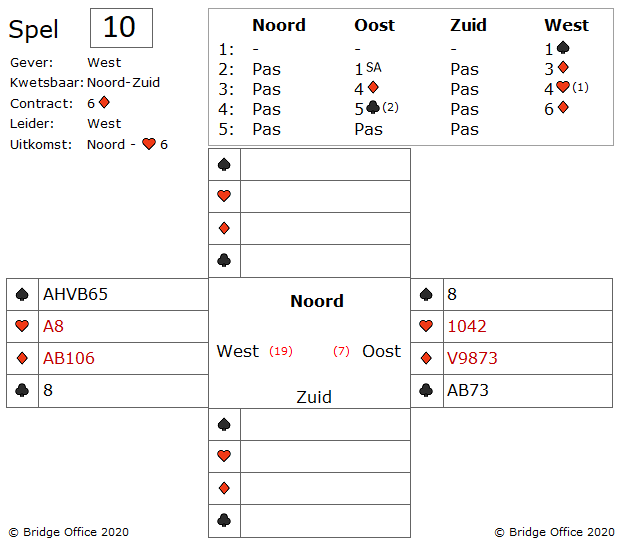 Spel 10
Gever: West
Kwetsbaar: Noord-Zuid
Contract: 6♦
Leider: West
Uitkomst: Noord - ♥ 6
Noord Oost Zuid West
1: - - - 1♠
2: Pas 1SA Pas 3♦
3: Pas 4♦ Pas 4♥(1)
4: Pas 5♣(2) Pas 6♦
5: Pas Pas Pas
♠
♥
♦
♣
♠ AHVB65
♥ A8
♦ AB106
♣ 8
Noord
West (19) (7) Oost
Zuid
♠ 8
♥ 1042
♦ V9873
♣ AB73
♠
♥
♦
♣
© Bridge Office 2020
© Bridge Office 2020